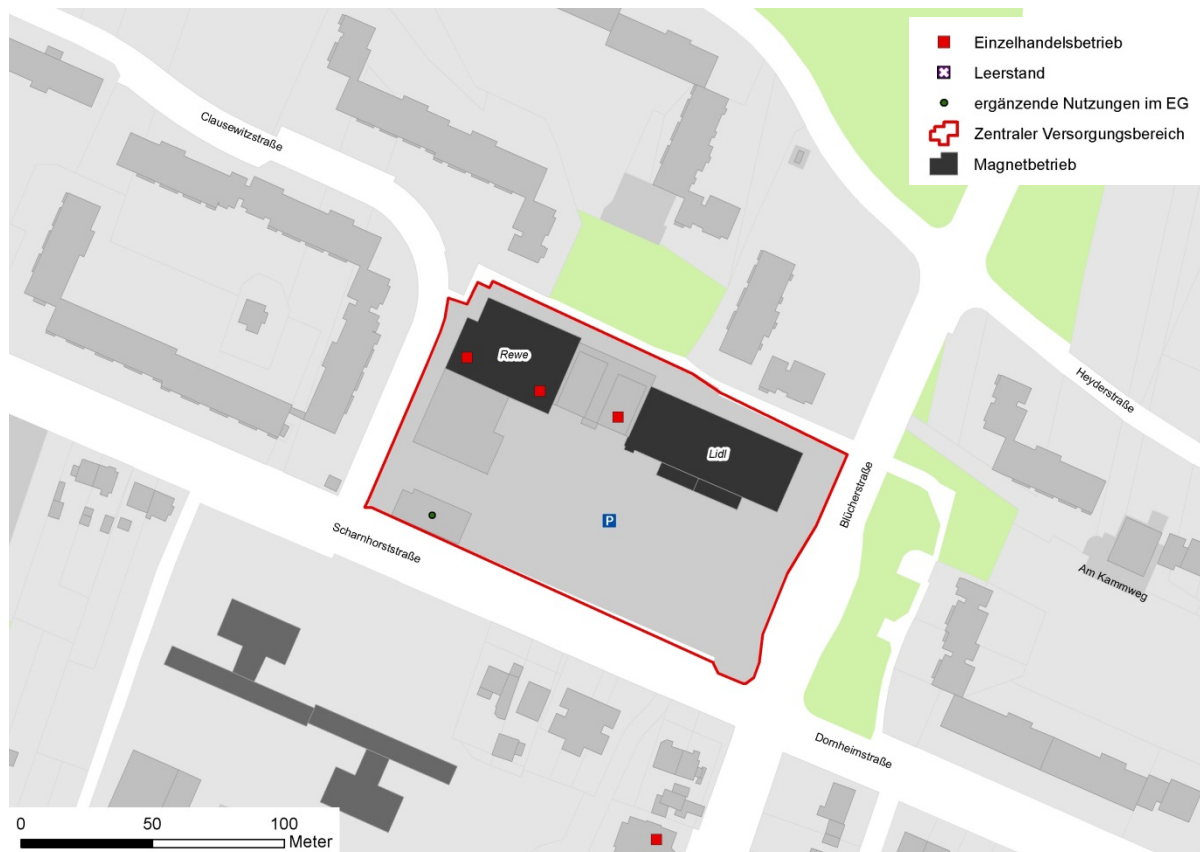 Einzelhandelsbetrieb
Leerstand
ergänzende Nutzungen im EG
Zentraler Versorgungsbereich
Magnetbetrieb
Clausewitzstraße
Rewe
Heyderstraße
Lidl
Blücherstraße
P
Scharnhorststraße
Am Kammweg
Dornheimstraße
0 50 100
Meter